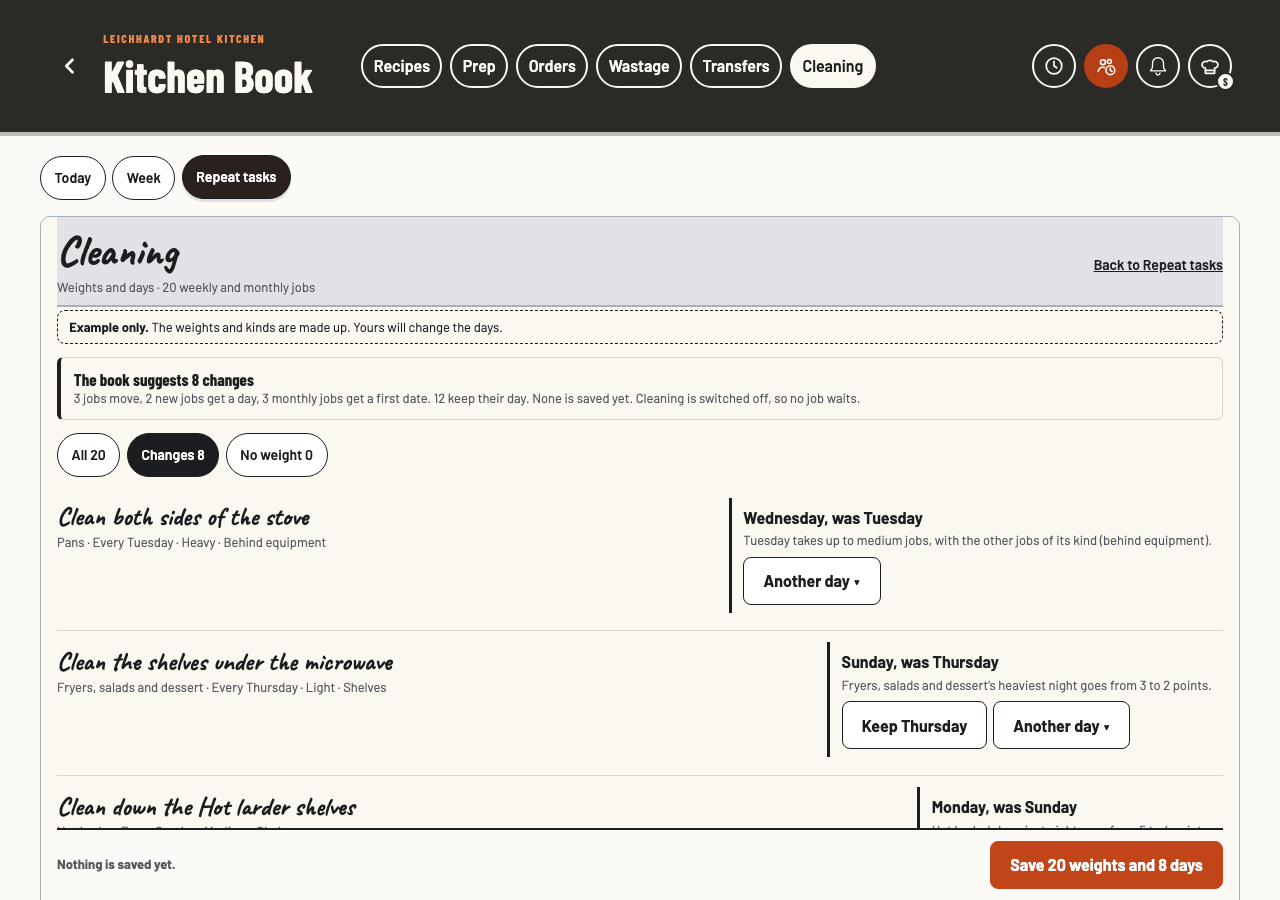 LEICHHARDT HOTEL KITCHEN
Kitchen Book
Recipes
Prep
Orders
Wastage
Transfers
Cleaning
$
Today
Week
Repeat tasks
Cleaning
Back to Repeat tasks
Weights and days · 20 weekly and monthly jobs
Example only. The weights and kinds are made up. Yours will change the days.
The book suggests 8 changes
3 jobs move, 2 new jobs get a day, 3 monthly jobs get a first date. 12 keep their day. None is saved yet. Cleaning is switched off, so no job waits.
All 20
Changes 8
No weight 0
Clean both sides of the stove
Pans · Every Tuesday · Heavy · Behind equipment
Wednesday, was Tuesday
Tuesday takes up to medium jobs, with the other jobs of its kind (behind equipment).
Another day ▾
Clean the shelves under the microwave
Fryers, salads and dessert · Every Thursday · Light · Shelves
Sunday, was Thursday
Fryers, salads and dessert's heaviest night goes from 3 to 2 points.
Keep Thursday
Another day ▾
Clean down the Hot larder shelves
Monday, was Sunday
Nothing is saved yet.
Save 20 weights and 8 days